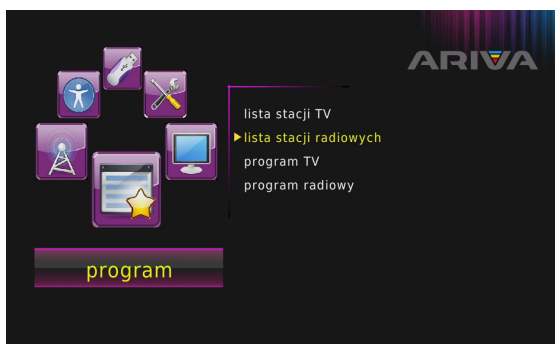 ARIVA
lista stacji TV
lista stacji radiowych
program TV
program radiowy
program